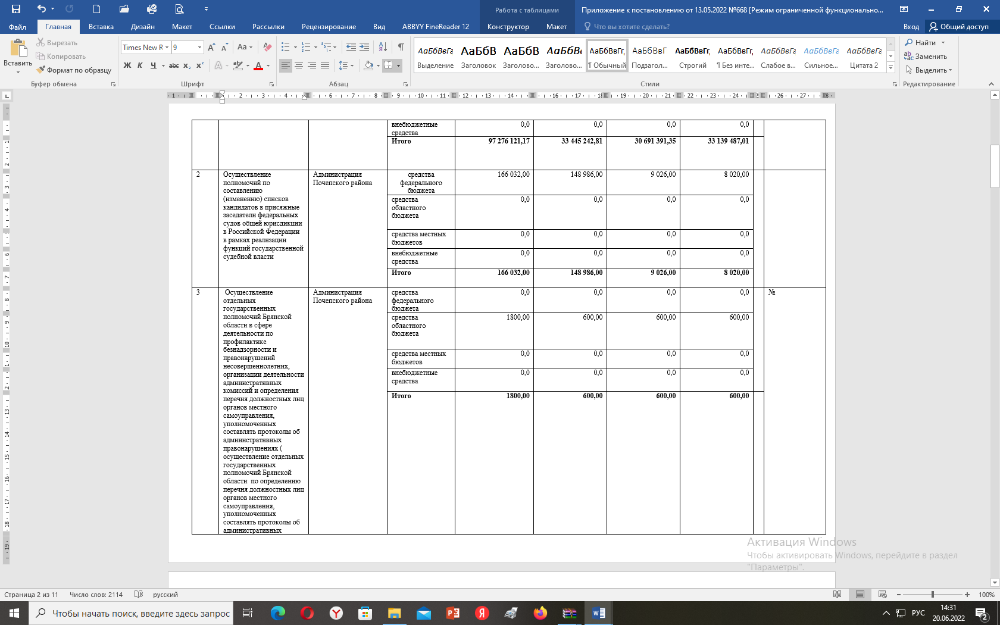 Работа с таблицами
Приложение к постановлению от 13.05.2022 №668 [Режим ограниченной функционально...
Файл Главная Вставка Дизайн Макет Ссылки Рассылки Рецензирование Вид ABBYY FineReader 12 Конструктор Макет Что вы хотите сделать? Вход Общий доступ
Вставить
Вырезать
Копировать
Формат по образцу
Буфер обмена
Times New R 9
Ж К Ч abc x₂ x²
Шрифт
Абзац
АаБбВвГг АаБбВ АаБбВ АаБбВ АаБбВвГг, АаБбВвГ АаБбВвГг, АаБбВвГг, АаБбВвГг АаБбВвГг АаБбВвГг
Выделение Заголовок Заголово... Заголово... ¶ Обычный Подзагол... Строгий ¶ Без инте... Слабое в... Сильное... Цитата 2
Стили
Найти
Заменить
Выделить
Редактирование
внебюджетные средства 0,0 0,0 0,0 0,0
Итого 97 276 121,17 33 445 242,81 30 691 391,35 33 139 487,01
2
Осуществление
полномочий по
составлению
(изменению) списков
кандидатов в присяжные
заседатели федеральных
судов общей юрисдикции
в Российской Федерации
в рамках реализации
функций государственной
судебной власти
Администрация
Почепского района
средства федерального бюджета 166 032,00 148 986,00 9 026,00 8 020,00
средства областного бюджета 0,0 0,0 0,0 0,0
средства местных бюджетов 0,0 0,0 0,0 0,0
внебюджетные средства 0,0 0,0 0,0 0,0
Итого 166 032,00 148 986,00 9 026,00 8 020,00
3
Осуществление
отдельных
государственных
полномочий Брянской
области в сфере
деятельности по
профилактике
безнадзорности и
правонарушений
несовершеннолетних,
организации деятельности
административных
комиссий и определения
перечня должностных лиц
органов местного
самоуправления,
уполномоченных
составлять протоколы об
административных
правонарушениях (
осуществление отдельных
государственных
полномочий Брянской
области  по определению
перечня должностных лиц
органов местного
самоуправления,
уполномоченных
составлять протоколы об
административных
Администрация
Почепского района
средства федерального бюджета 0,0 0,0 0,0 0,0
№
средства областного бюджета 1800,00 600,00 600,00 600,00
средства местных бюджетов 0,0 0,0 0,0 0,0
внебюджетные средства 0,0 0,0 0,0 0,0
Итого 1800,00 600,00 600,00 600,00
Активация Windows
Чтобы активировать Windows, перейдите в раздел
"Параметры".
Страница 2 из 11 Число слов: 2114 русский 100%
Чтобы начать поиск, введите здесь запрос
РУС
14:31
20.06.2022
2